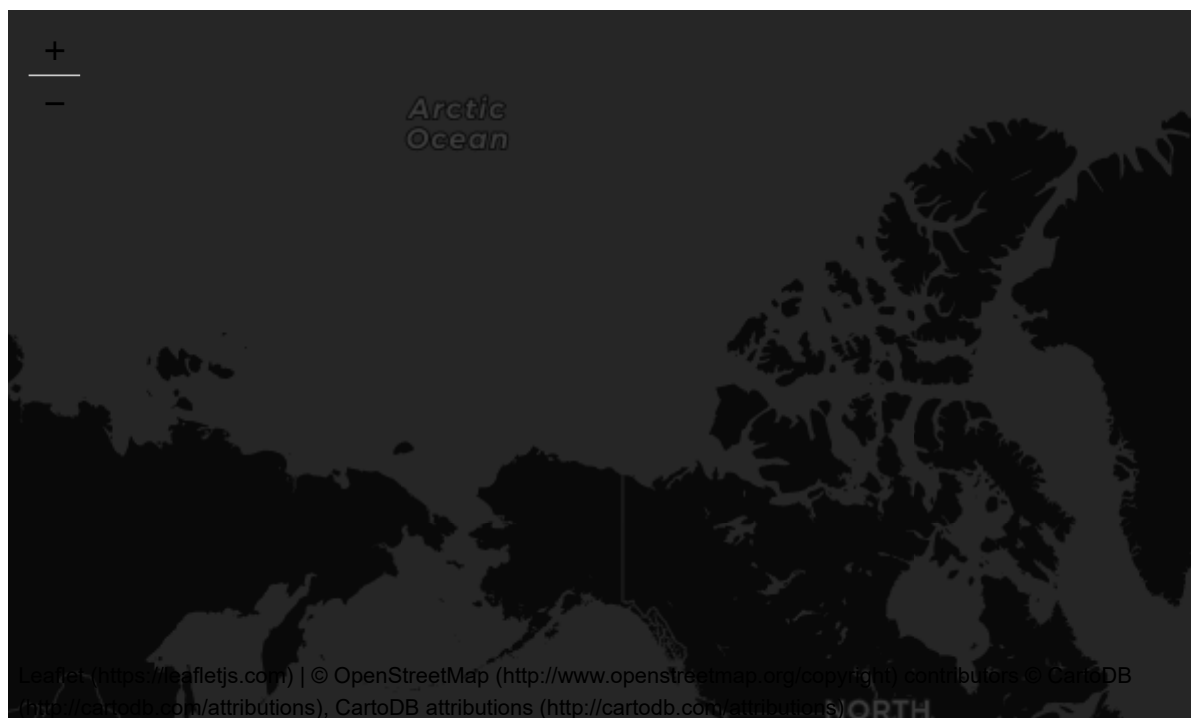 +
−
Arctic
Ocean
Leaflet (https://leafletjs.com) | © OpenStreetMap (http://www.openstreetmap.org/copyright) contributors © CartoDB
(http://cartodb.com/attributions), CartoDB attributions (http://cartodb.com/attributions)
NORTH